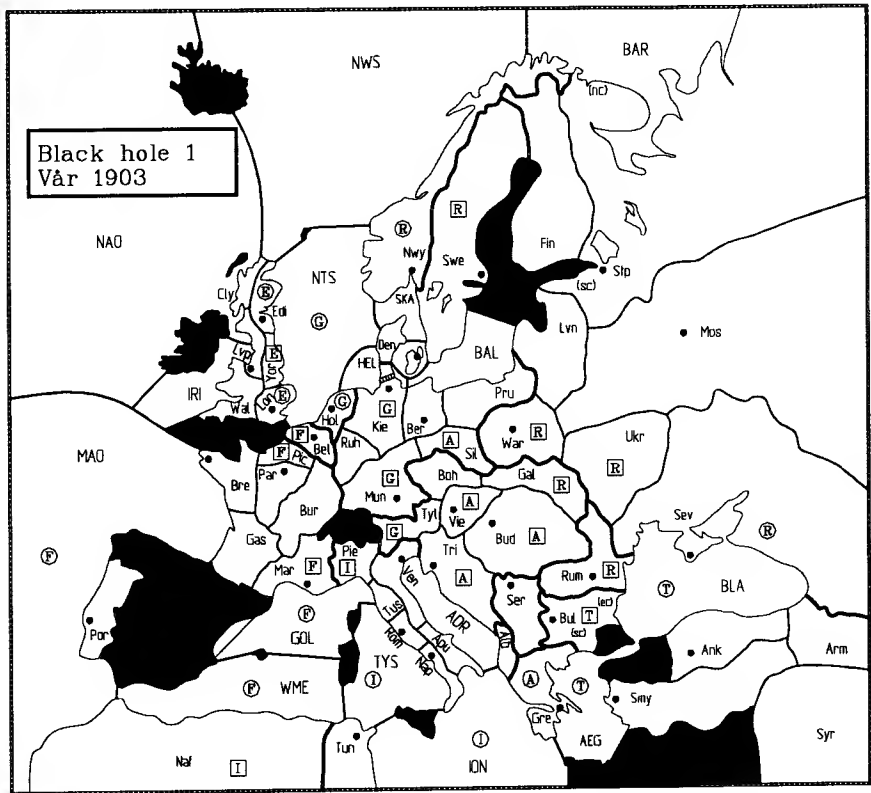 NWS
BAR
(nc)
Black hole 1
Vår 1903
NAO
R
R
Fin
NTS
Nwy
Swe
Stp
(sc)
Cly
E
Edi
SKA
G
Mos
Lvn
Den
BAL
HEL
Lvpl
E
Yor
IRI
Wal
Lon
E
G
Hol
G
Kie
Ber
Pru
War
R
Ukr
MAO
F
Bel
Ruh
A
Sil
F
Pic
R
Bre
Par
G
Mun
Boh
Gal
R
Bur
Tyl
Vie
A
Sev
R
Gas
G
Bud
A
F
Pie
I
Tri
Ven
A
Rum
R
T
BLA
Mar
F
GOL
Tus
ADR
Ser
Bul
T
(ec)
(sc)
Por
Rom
Apu
Alb
Ank
Arm
TYS
Nap
F
WME
I
A
T
Smy
Gre
AEG
Syr
Tun
I
ION
Naf
I